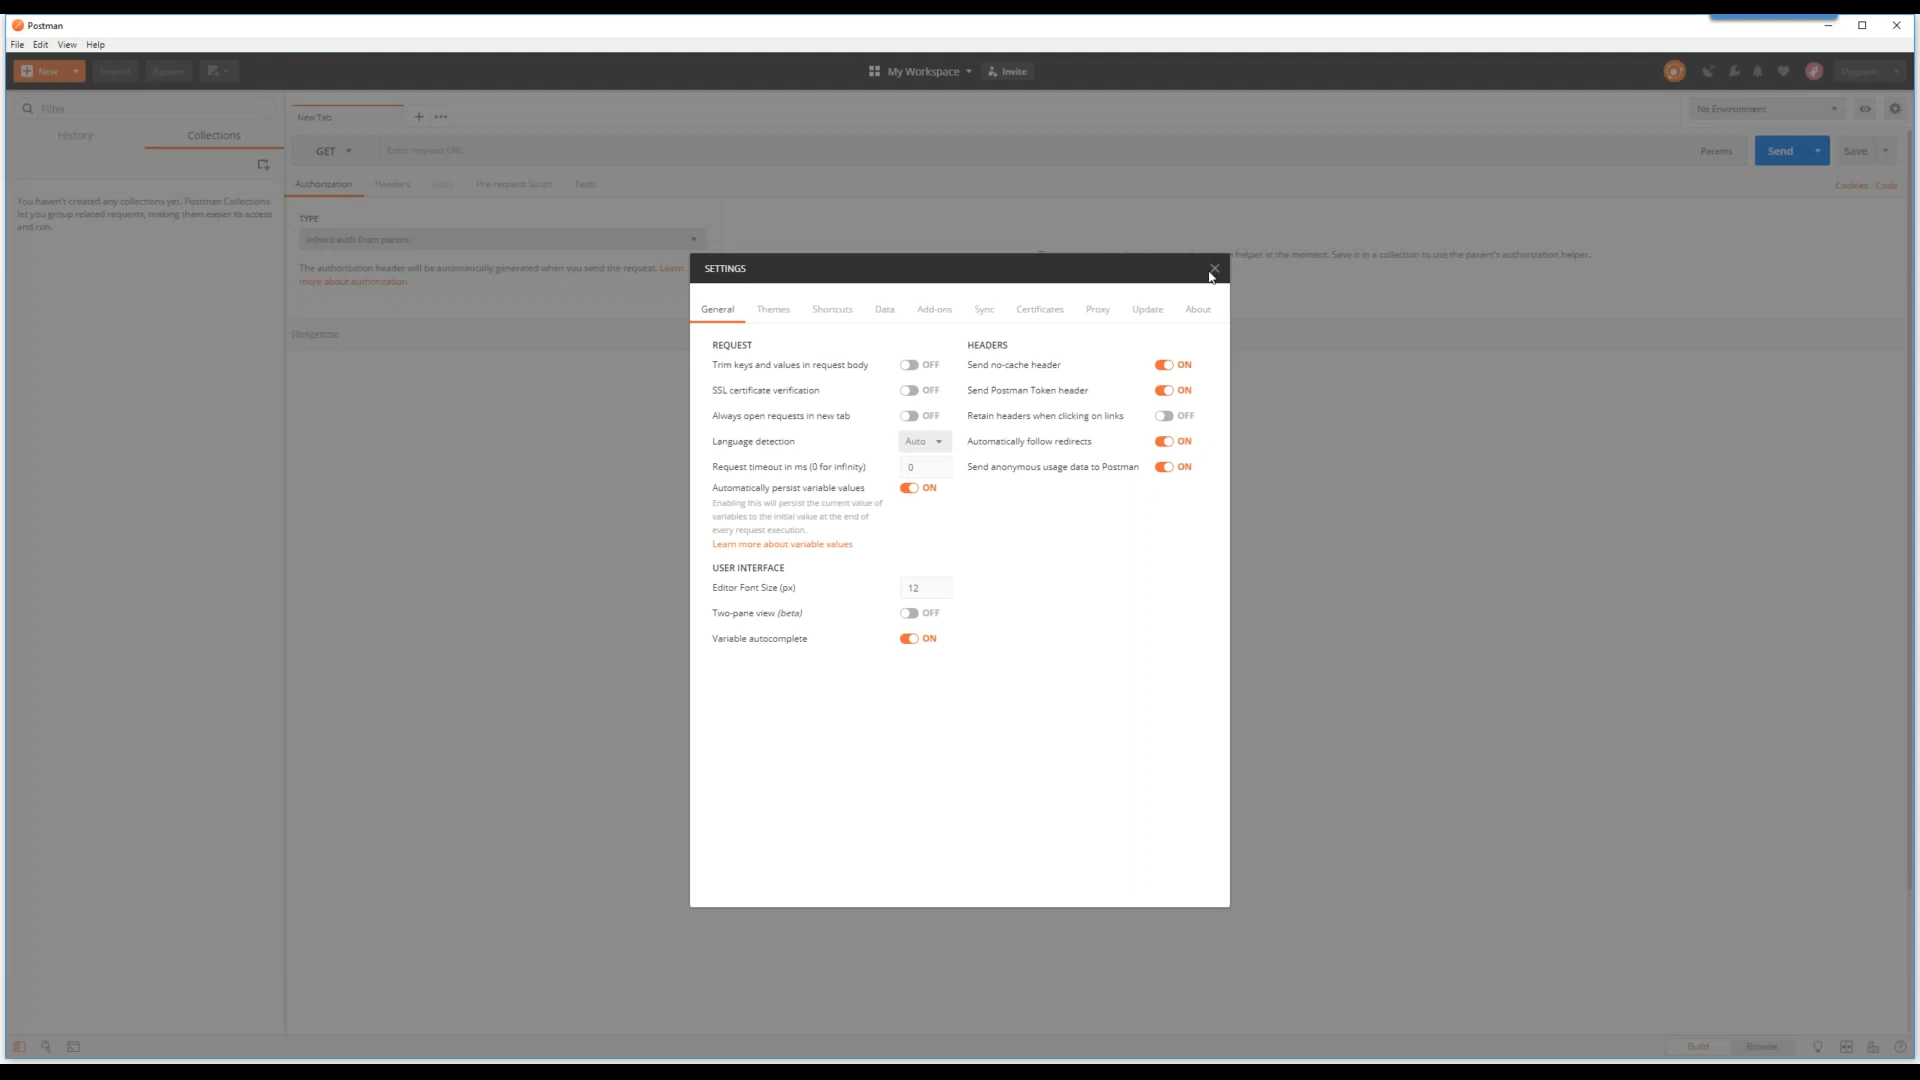 Postman
File Edit View Help
New Import Runner
My Workspace Invite
Upgrade
Filter
History Collections
You haven't created any collections yet. Postman Collections
let you group related requests, making them easier to access
and run.
New Tab
No Environment
GET Enter request URL Params Send Save
Authorization Headers Body Pre-request Script Tests
Cookies Code
TYPE
Inherit auth from parent
The authorization header will be automatically generated when you send the request. Learn
more about authorization
helper at the moment. Save it in a collection to use the parent's authorization helper.
Response
SETTINGS
General Themes Shortcuts Data Add-ons Sync Certificates Proxy Update About
REQUEST
Trim keys and values in request body OFF
SSL certificate verification OFF
Always open requests in new tab OFF
Language detection Auto
Request timeout in ms (0 for infinity) 0
Automatically persist variable values ON
Enabling this will persist the current value of
variables to the initial value at the end of
every request execution.
Learn more about variable values
USER INTERFACE
Editor Font Size (px) 12
Two-pane view (beta) OFF
Variable autocomplete ON
HEADERS
Send no-cache header ON
Send Postman Token header ON
Retain headers when clicking on links OFF
Automatically follow redirects ON
Send anonymous usage data to Postman ON
Build Browse